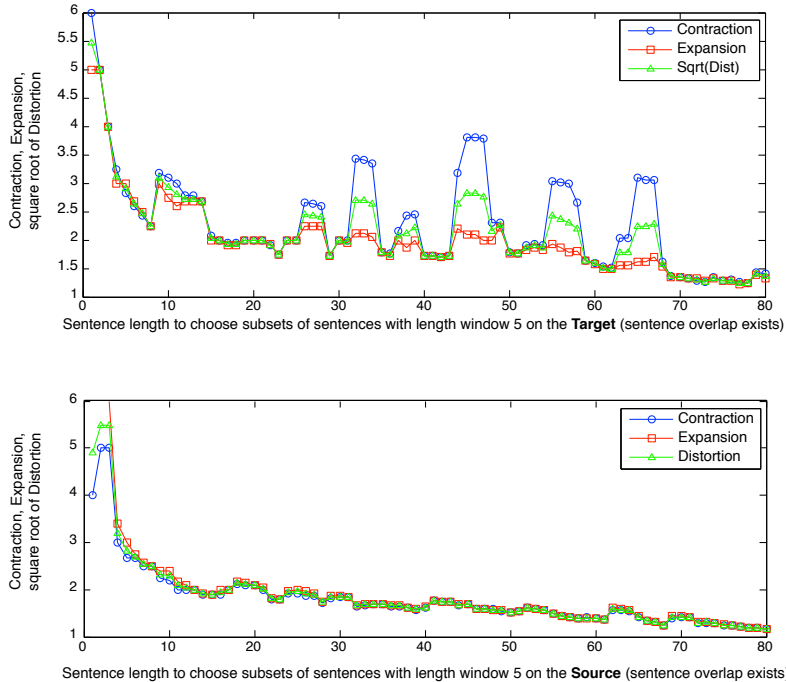 Contraction, Expansion,
square root of Distortion
6
5.5
5
4.5
4
3.5
3
2.5
2
1.5
1
Contraction
Expansion
Sqrt(Dist)
0 10 20 30 40 50 60 70 80
Sentence length to choose subsets of sentences with length window 5 on the Target (sentence overlap exists)
Contraction, Expansion,
square root of Distortion
6
5
4
3
2
1
Contraction
Expansion
Distortion
0 10 20 30 40 50 60 70 80
Sentence length to choose subsets of sentences with length window 5 on the Source (sentence overlap exists)